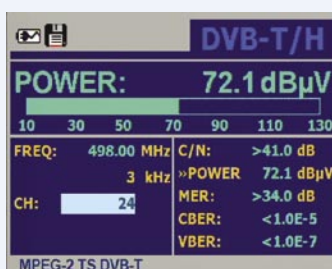 DVB-T/H
POWER: 72.1 dBµV
10 30 50 70 90 110 130
FREQ: 498.00 MHz
3 kHz
CH: 24
C/N: >41.0 dB
»POWER 72.1 dBµV
MER: >34.0 dB
CBER: <1.0E-5
VBER: <1.0E-7
MPEG-2 TS DVB-T